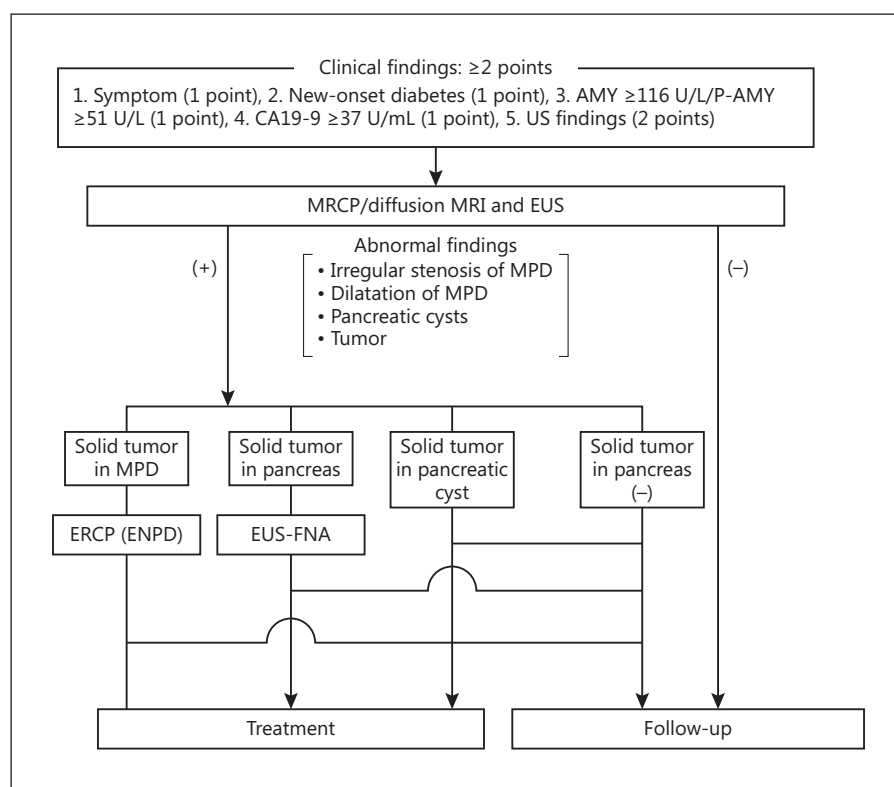 Clinical findings: ≥2 points
1. Symptom (1 point), 2. New-onset diabetes (1 point), 3. AMY ≥116 U/L/P-AMY
≥51 U/L (1 point), 4. CA19-9 ≥37 U/mL (1 point), 5. US findings (2 points)
MRCP/diffusion MRI and EUS
(+)
Abnormal findings
• Irregular stenosis of MPD
• Dilatation of MPD
• Pancreatic cysts
• Tumor
(–)
Solid tumor
in MPD
Solid tumor
in pancreas
Solid tumor
in pancreatic
cyst
Solid tumor
in pancreas
(–)
ERCP (ENPD)
EUS-FNA
Treatment
Follow-up